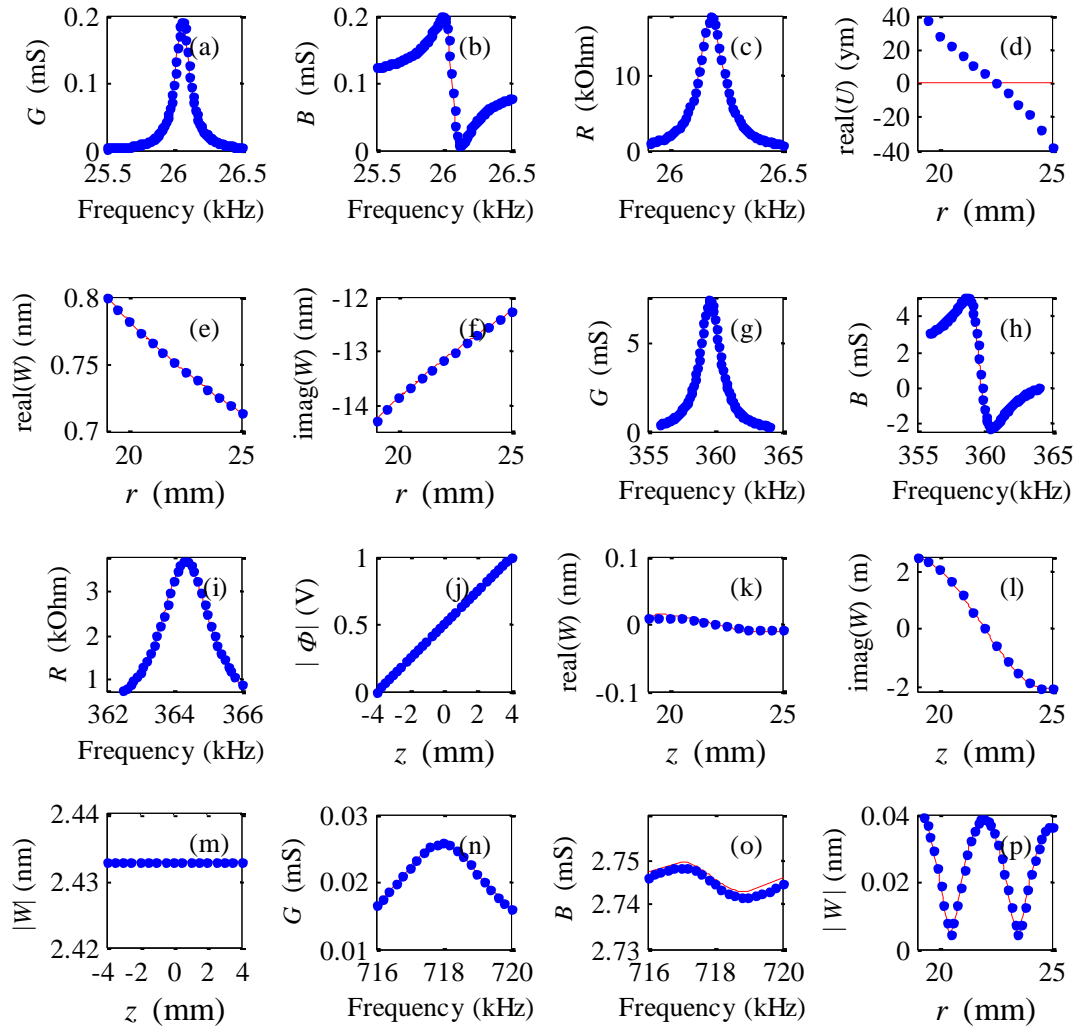 0.2
0.1
0
G (mS)
(a)
25.5
26
26.5
Frequency (kHz)
0.2
0.1
0
B (mS)
(b)
25.5
26
26.5
Frequency (kHz)
10
R (kOhm)
(c)
26
26.5
Frequency (kHz)
40
20
0
-20
-40
real(U) (ym)
(d)
20
25
r (mm)
0.8
0.75
0.7
real(W) (nm)
(e)
20
25
r (mm)
-12
-13
-14
imag(W) (nm)
(f)
20
25
r (mm)
5
0
G (mS)
(g)
355
360
365
Frequency (kHz)
4
2
0
-2
B (mS)
(h)
355
360
365
Frequency(kHz)
3
2
1
R (kOhm)
(i)
362
364
366
Frequency (kHz)
1
0.5
0
| Φ| (V)
(j)
-4
-2
0
2
4
z (mm)
0.1
0
-0.1
real(W) (nm)
(k)
20
25
z (mm)
2
0
-2
imag(W) (m)
(l)
20
25
z (mm)
2.44
2.43
2.42
|W| (nm)
(m)
-4
-2
0
2
4
z (mm)
0.03
0.02
0.01
G (mS)
(n)
716
718
720
Frequency (kHz)
2.75
2.74
2.73
B (mS)
(o)
716
718
720
Frequency (kHz)
0.04
0.02
0
|W | (nm)
(p)
20
25
r (mm)